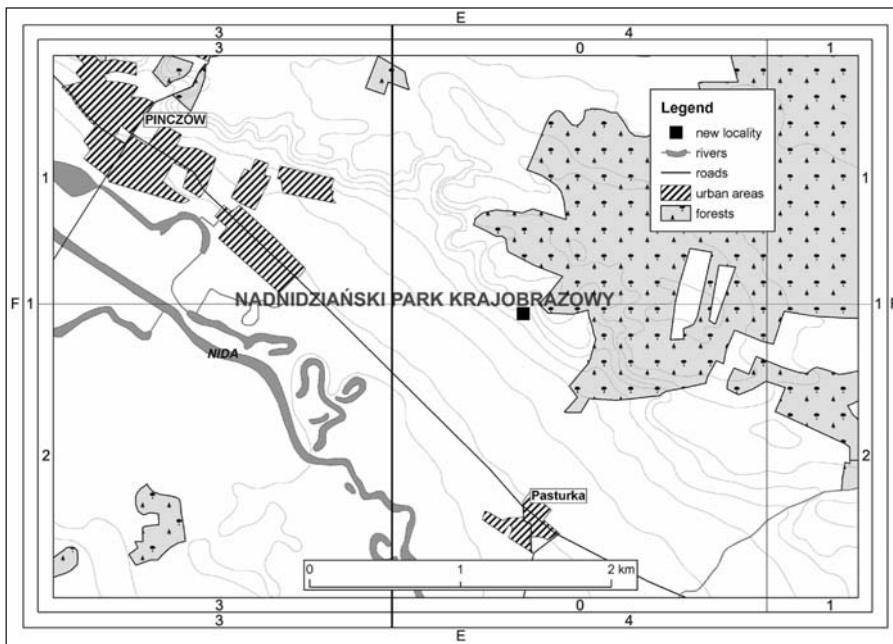 E
3 4
3 0 1
PIŃCZÓW
Legend
new locality
rivers
roads
urban areas
forests
1 1
NADNIDZIAŃSKI PARK KRAJOBRAZOWY
F 1 1 F
NIDA
2 2
Pasturka
0 1 2 km
3 0 1
3 4
E